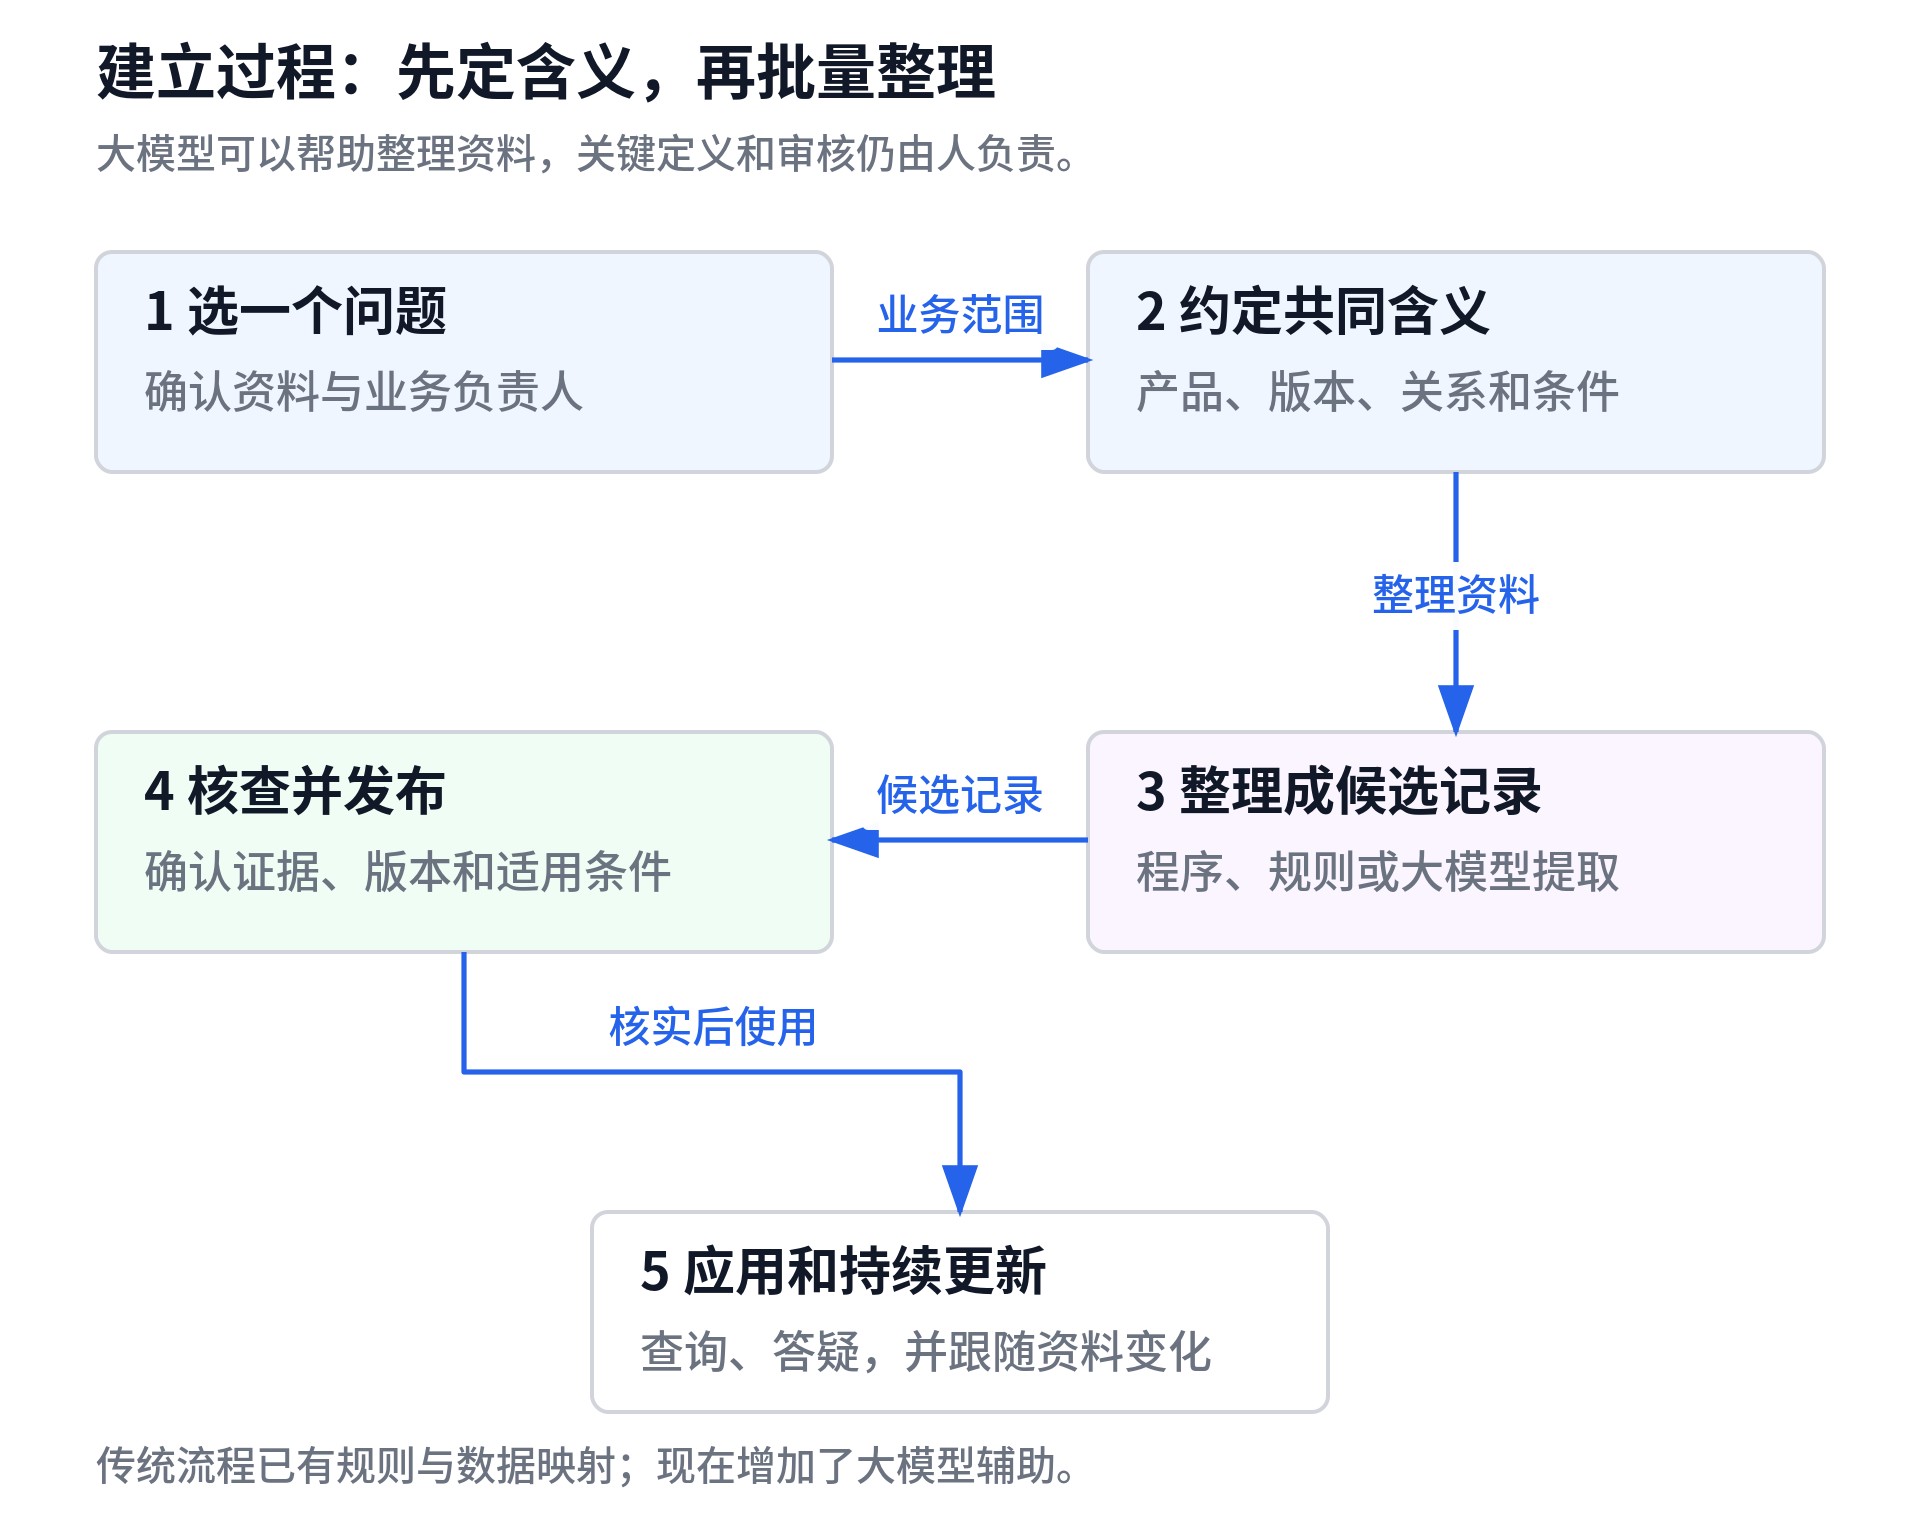 建立过程：先定含义，再批量整理
大模型可以帮助整理资料，关键定义和审核仍由人负责。
1 选一个问题
确认资料与业务负责人
业务范围
2 约定共同含义
产品、版本、关系和条件
整理资料
3 整理成候选记录
程序、规则或大模型提取
候选记录
4 核查并发布
确认证据、版本和适用条件
核实后使用
5 应用和持续更新
查询、答疑，并跟随资料变化
传统流程已有规则与数据映射；现在增加了大模型辅助。